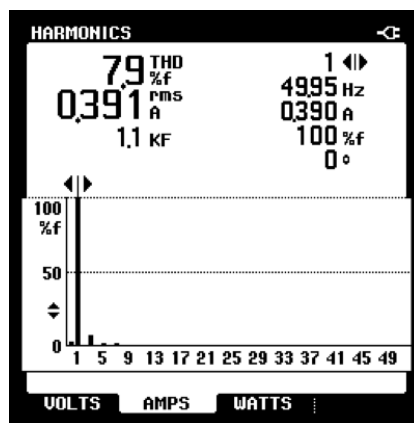 HARMONICS
7.9 THD %f
0.391 rms A
1.1 KF
1
49.95 Hz
0.390 A
100 %f
0°
100
%f
50
0
1 5 9 13 17 21 25 29 33 37 41 45 49
VOLTS AMPS WATTS